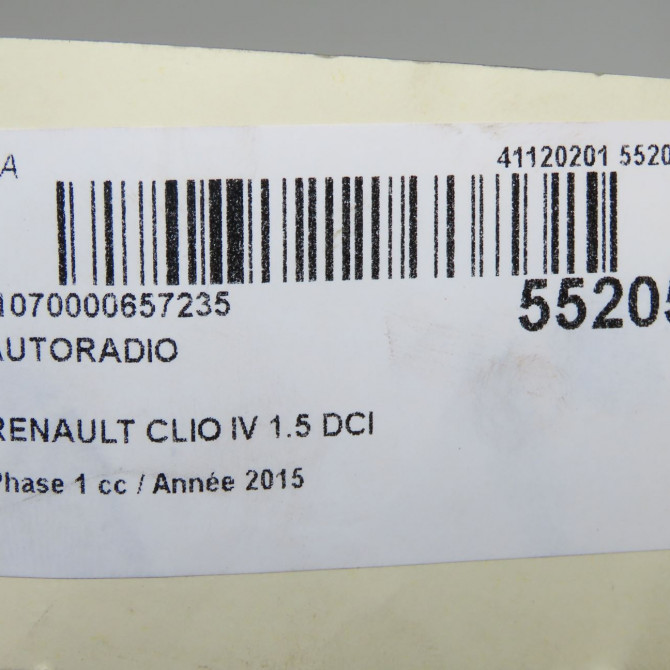 A
41120201 5520
1070000657235
55205
AUTORADIO
RENAULT CLIO IV 1.5 DCI
Phase 1 cc / Année 2015